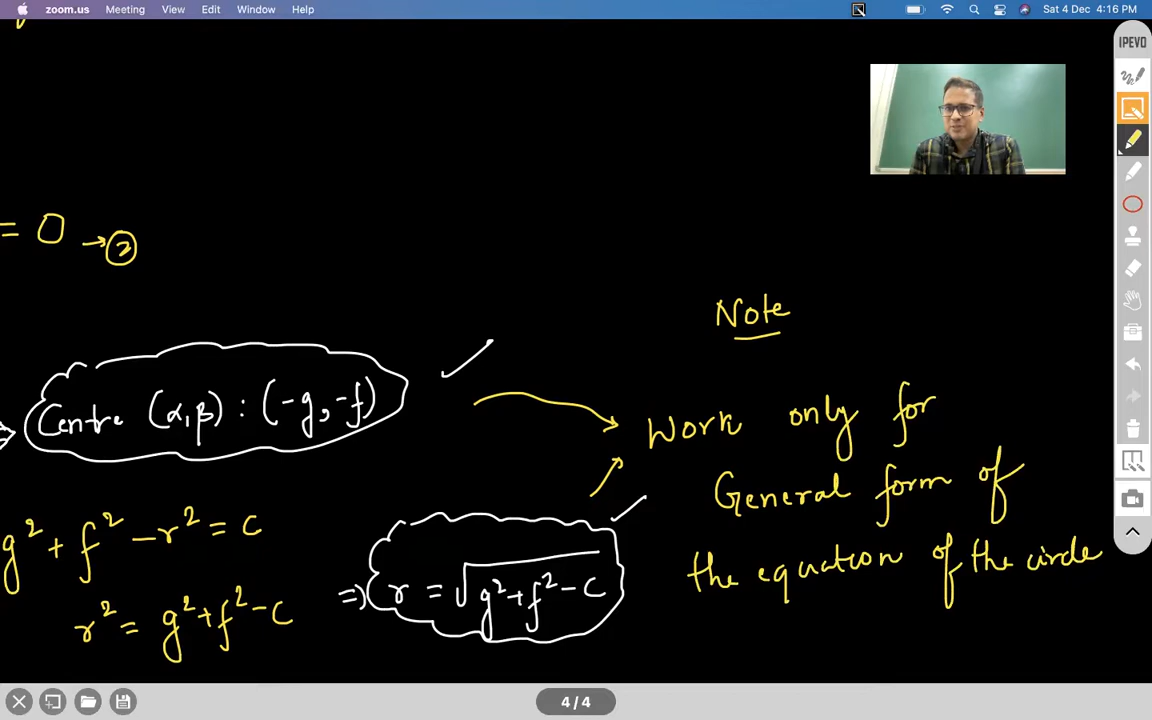 zoom.us Meeting View Edit Window Help Sat 4 Dec 4:16 PM
IPEVO
= 0 → ②
Note
Centre (α,β) : (-g, -f)
Work only for
General form of
the equation of the circle
g² + f² - r² = c
r² = g² + f² - c
⇒ r = √g²+f²-c
4 / 4